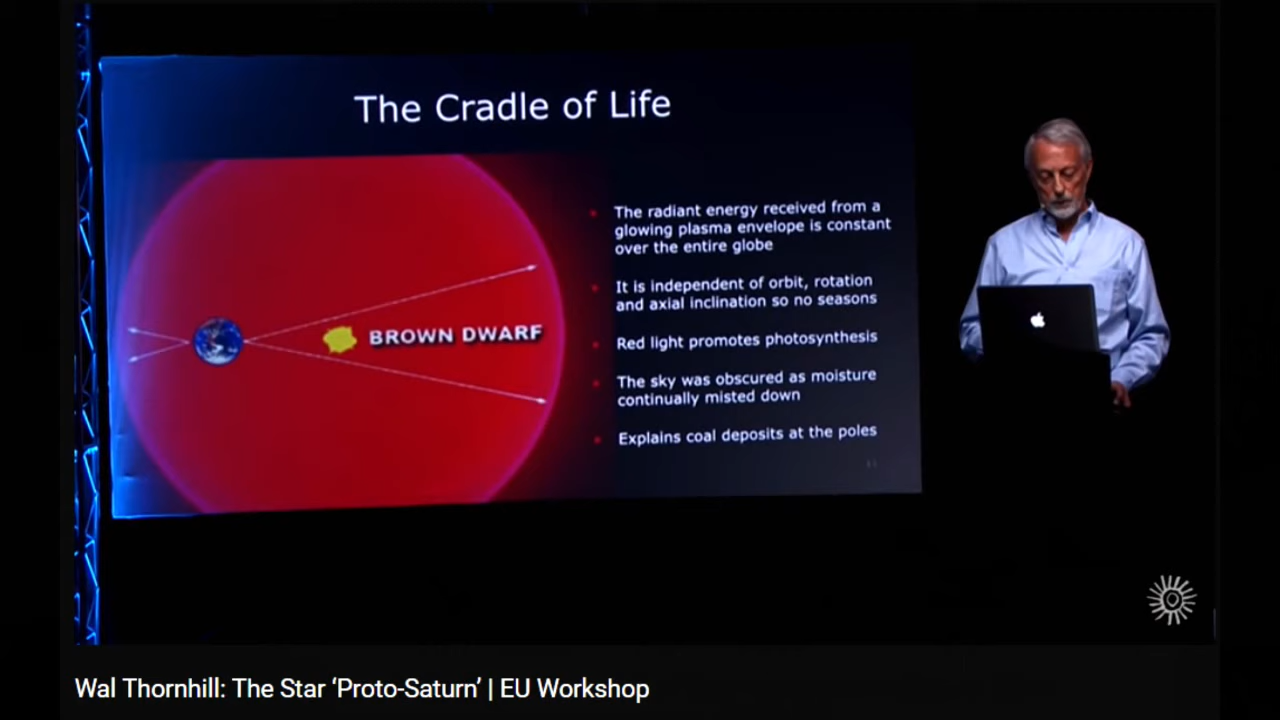 The Cradle of Life
BROWN DWARF
The radiant energy received from a
glowing plasma envelope is constant
over the entire globe
It is independent of orbit, rotation
and axial inclination so no seasons
Red light promotes photosynthesis
The sky was obscured as moisture
continually misted down
Explains coal deposits at the poles
Wal Thornhill: The Star ‘Proto-Saturn’ | EU Workshop